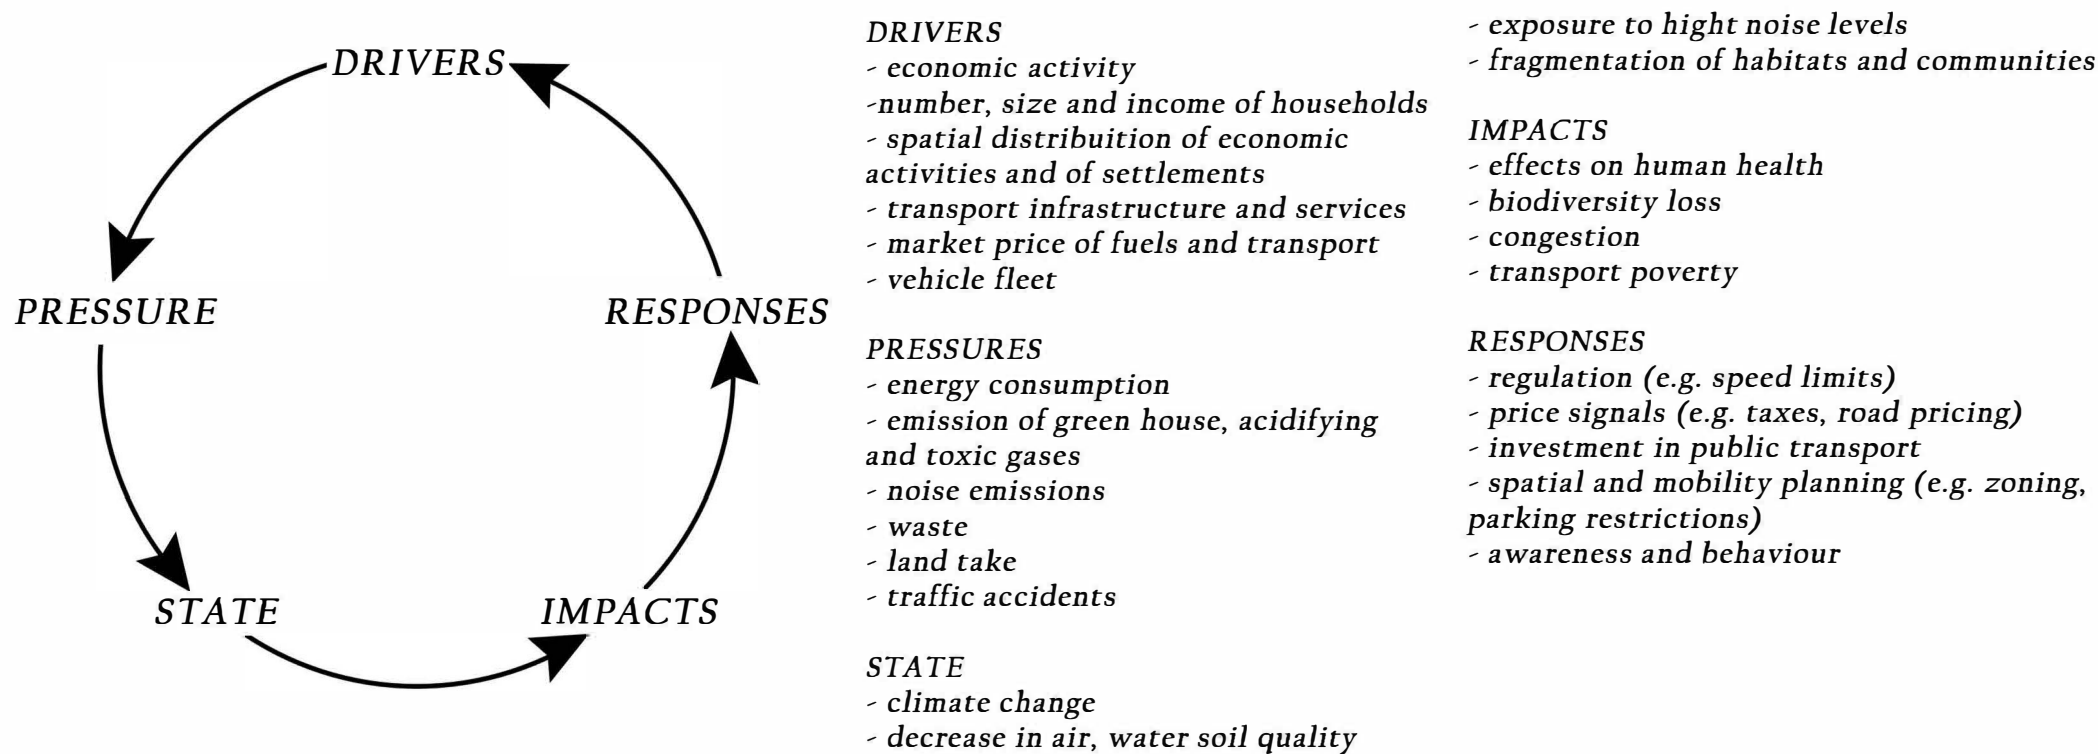 DRIVERS
PRESSURE
RESPONSES
STATE
IMPACTS
DRIVERS
- economic activity
-number, size and income of households
- spatial distribuition of economic
activities and of settlements
- transport infrastructure and services
- market price of fuels and transport
- vehicle fleet
PRESSURES
- energy consumption
- emission of green house, acidifying
and toxic gases
- noise emissions
- waste
- land take
- traffic accidents
STATE
- climate change
- decrease in air, water soil quality
- exposure to hight noise levels
- fragmentation of habitats and communities
IMPACTS
- effects on human health
- biodiversity loss
- congestion
- transport poverty
RESPONSES
- regulation (e.g. speed limits)
- price signals (e.g. taxes, road pricing)
- investment in public transport
- spatial and mobility planning (e.g. zoning,
parking restrictions)
- awareness and behaviour